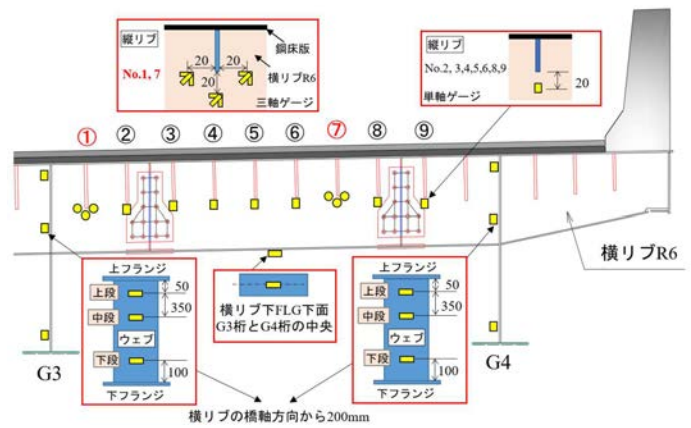 縦リブ
鋼床版
20
20
No.1, 7
20
横リブR6
三軸ゲージ
縦リブ
No.2, 3,4,5,6,8,9
20
単軸ゲージ
① ② ③ ④ ⑤ ⑥ ⑦ ⑧ ⑨
横リブR6
上フランジ
上段
50
中段
350
ウェブ
下段
100
下フランジ
横リブ下FLG下面
G3桁とG4桁の中央
上フランジ
上段
50
中段
350
ウェブ
下段
100
下フランジ
G3
G4
横リブの橋軸方向から200mm